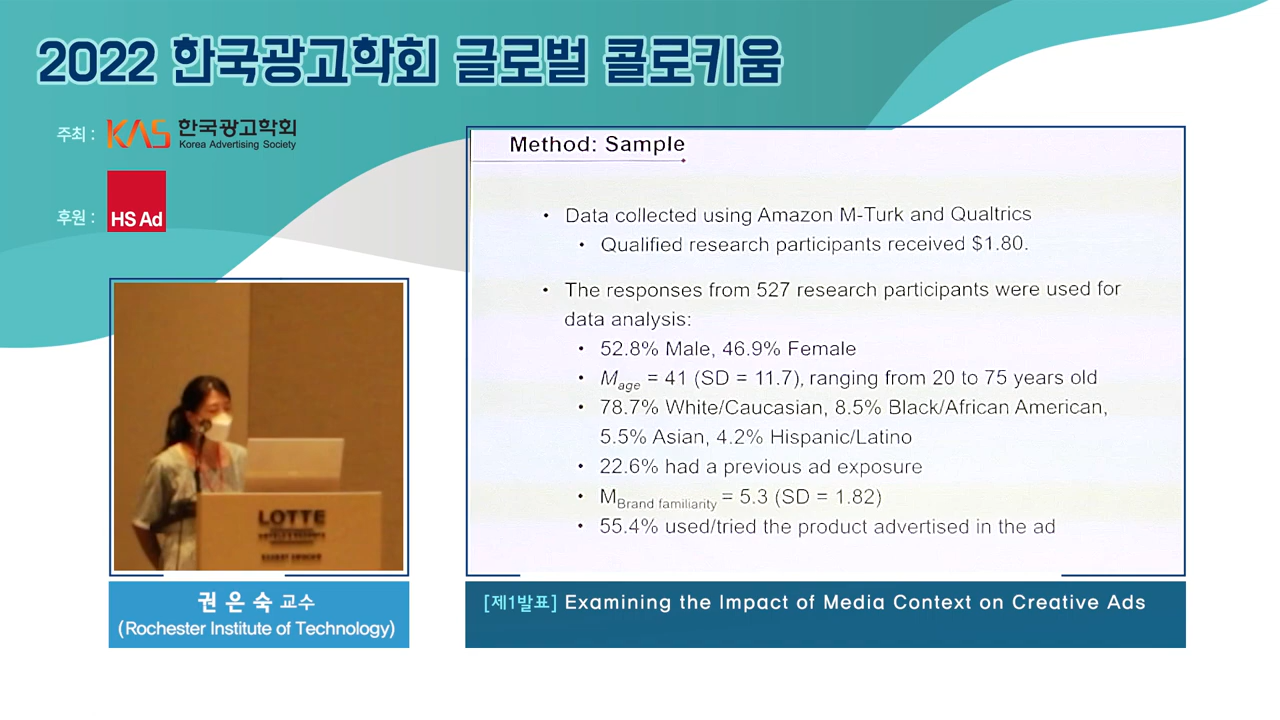 2022 한국광고학회 글로벌 콜로키움
주최 :
KAS 한국광고학회
Korea Advertising Society
후원 :
HS Ad
LOTTE
권 은 숙 교수
(Rochester Institute of Technology)
Method: Sample
• Data collected using Amazon M-Turk and Qualtrics
• Qualified research participants received $1.80.
• The responses from 527 research participants were used for
data analysis:
• 52.8% Male, 46.9% Female
• Mage = 41 (SD = 11.7), ranging from 20 to 75 years old
• 78.7% White/Caucasian, 8.5% Black/African American,
5.5% Asian, 4.2% Hispanic/Latino
• 22.6% had a previous ad exposure
• MBrand familiarity = 5.3 (SD = 1.82)
• 55.4% used/tried the product advertised in the ad
[제1발표] Examining the Impact of Media Context on Creative Ads